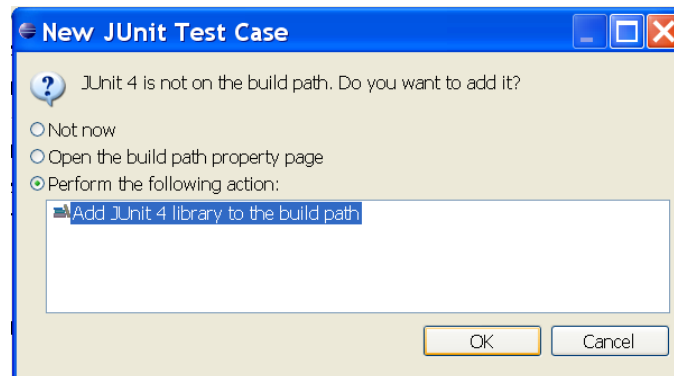 New JUnit Test Case
JUnit 4 is not on the build path. Do you want to add it?
Not now
Open the build path property page
Perform the following action:
Add JUnit 4 library to the build path
OK Cancel